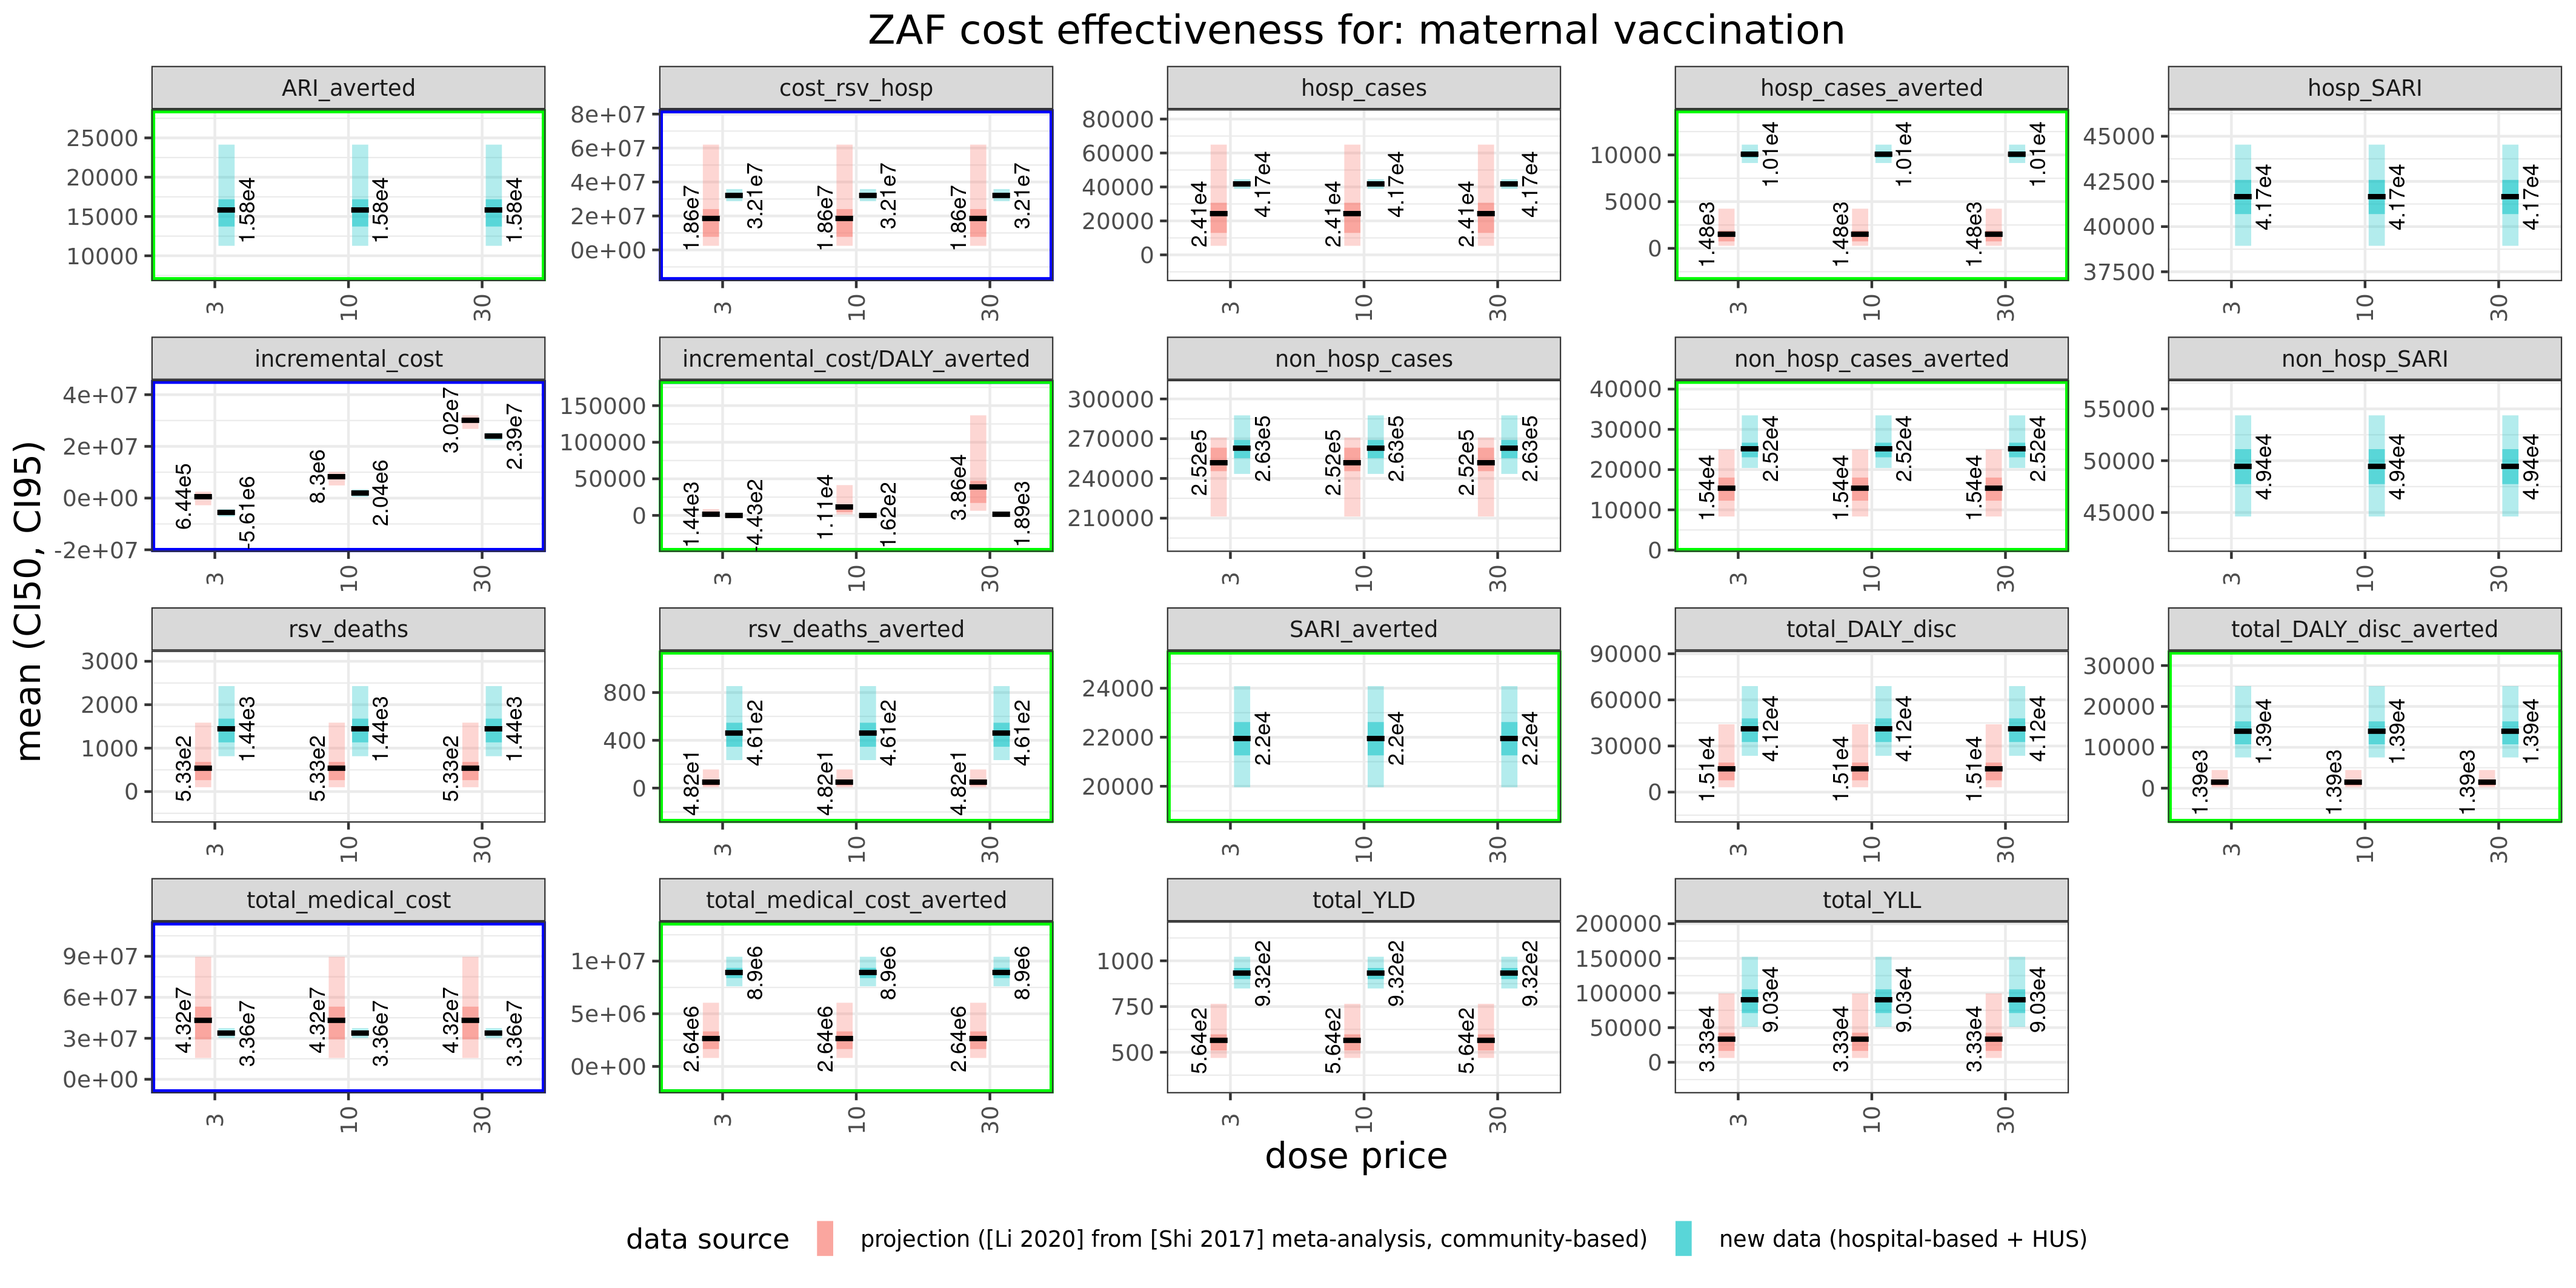 ZAF cost effectiveness for: maternal vaccination
mean (CI50, CI95)
ARI_averted
25000
20000
15000
10000
1.58e4
1.58e4
1.58e4
3
10
30
cost_rsv_hosp
8e+07
6e+07
4e+07
2e+07
0e+00
1.86e7
3.21e7
1.86e7
3.21e7
1.86e7
3.21e7
3
10
30
hosp_cases
80000
60000
40000
20000
0
2.41e4
4.17e4
2.41e4
4.17e4
2.41e4
4.17e4
3
10
30
hosp_cases_averted
10000
5000
0
1.48e3
1.01e4
1.48e3
1.01e4
1.48e3
1.01e4
3
10
30
hosp_SARI
45000
42500
40000
37500
4.17e4
4.17e4
4.17e4
3
10
30
incremental_cost
4e+07
2e+07
0e+00
-2e+07
6.44e5
-5.61e6
8.3e6
2.04e6
3.02e7
2.39e7
3
10
30
incremental_cost/DALY_averted
150000
100000
50000
0
1.44e3
-4.43e2
1.11e4
1.62e2
3.86e4
1.89e3
3
10
30
non_hosp_cases
300000
270000
240000
210000
2.52e5
2.63e5
2.52e5
2.63e5
2.52e5
2.63e5
3
10
30
non_hosp_cases_averted
40000
30000
20000
10000
0
1.54e4
2.52e4
1.54e4
2.52e4
1.54e4
2.52e4
3
10
30
non_hosp_SARI
55000
50000
45000
4.94e4
4.94e4
4.94e4
3
10
30
rsv_deaths
3000
2000
1000
0
5.33e2
1.44e3
5.33e2
1.44e3
5.33e2
1.44e3
3
10
30
rsv_deaths_averted
800
400
0
4.82e1
4.61e2
4.82e1
4.61e2
4.82e1
4.61e2
3
10
30
SARI_averted
24000
22000
20000
2.2e4
2.2e4
2.2e4
3
10
30
total_DALY_disc
90000
60000
30000
0
1.51e4
4.12e4
1.51e4
4.12e4
1.51e4
4.12e4
3
10
30
total_DALY_disc_averted
30000
20000
10000
0
1.39e3
1.39e4
1.39e3
1.39e4
1.39e3
1.39e4
3
10
30
total_medical_cost
9e+07
6e+07
3e+07
0e+00
4.32e7
3.36e7
4.32e7
3.36e7
4.32e7
3.36e7
3
10
30
total_medical_cost_averted
1e+07
5e+06
0e+00
2.64e6
8.9e6
2.64e6
8.9e6
2.64e6
8.9e6
3
10
30
total_YLD
1000
750
500
5.64e2
9.32e2
5.64e2
9.32e2
5.64e2
9.32e2
3
10
30
total_YLL
200000
150000
100000
50000
0
3.33e4
9.03e4
3.33e4
9.03e4
3.33e4
9.03e4
3
10
30
dose price
data source
projection ([Li 2020] from [Shi 2017] meta-analysis, community-based)
new data (hospital-based + HUS)